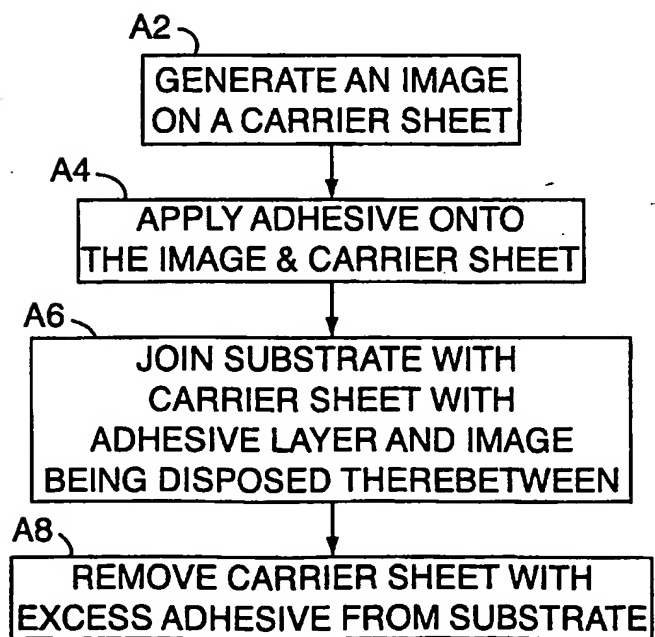 A2
GENERATE AN IMAGE
ON A CARRIER SHEET
A4
APPLY ADHESIVE ONTO
THE IMAGE & CARRIER SHEET
A6
JOIN SUBSTRATE WITH
CARRIER SHEET WITH
ADHESIVE LAYER AND IMAGE
BEING DISPOSED THEREBETWEEN
A8
REMOVE CARRIER SHEET WITH
EXCESS ADHESIVE FROM SUBSTRATE